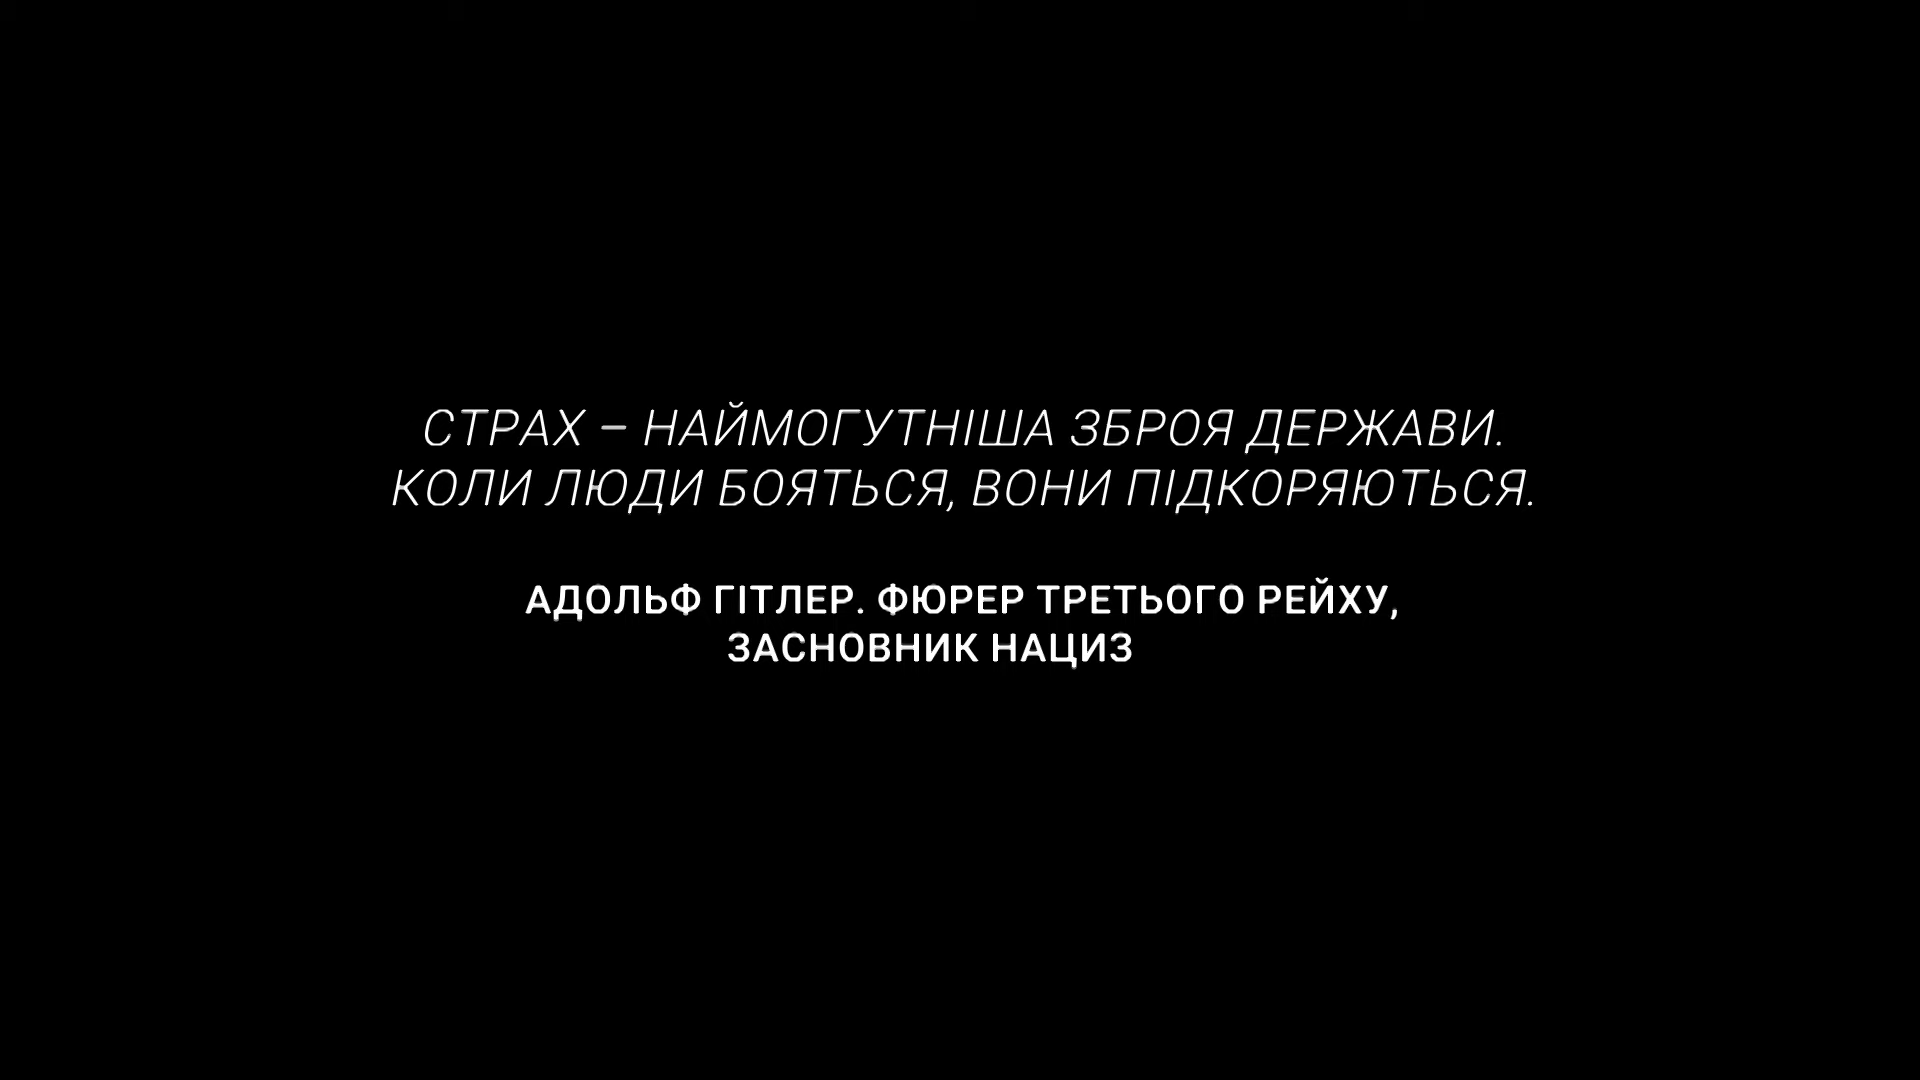 СТРАХ – НАЙМОГУТНІША ЗБРОЯ ДЕРЖАВИ.
КОЛИ ЛЮДИ БОЯТЬСЯ, ВОНИ ПІДКОРЯЮТЬСЯ.
АДОЛЬФ ГІТЛЕР. ФЮРЕР ТРЕТЬОГО РЕЙХУ,
ЗАСНОВНИК НАЦИЗ